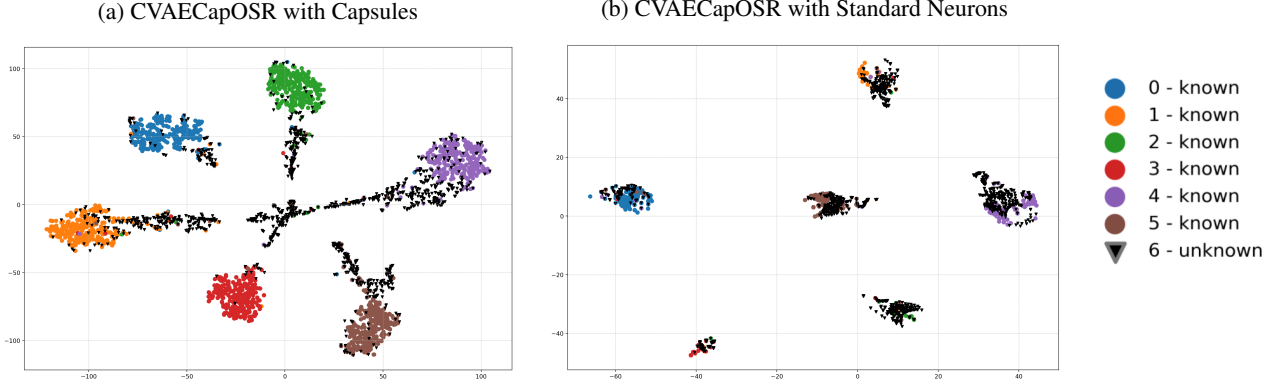 (a) CVAECapOSR with Capsules
100
50
0
−50
−100
−100
−50
0
50
100
(b) CVAECapOSR with Standard Neurons
40
20
0
−20
−40
−60
−40
−20
0
20
40
0 - known
1 - known
2 - known
3 - known
4 - known
5 - known
6 - unknown